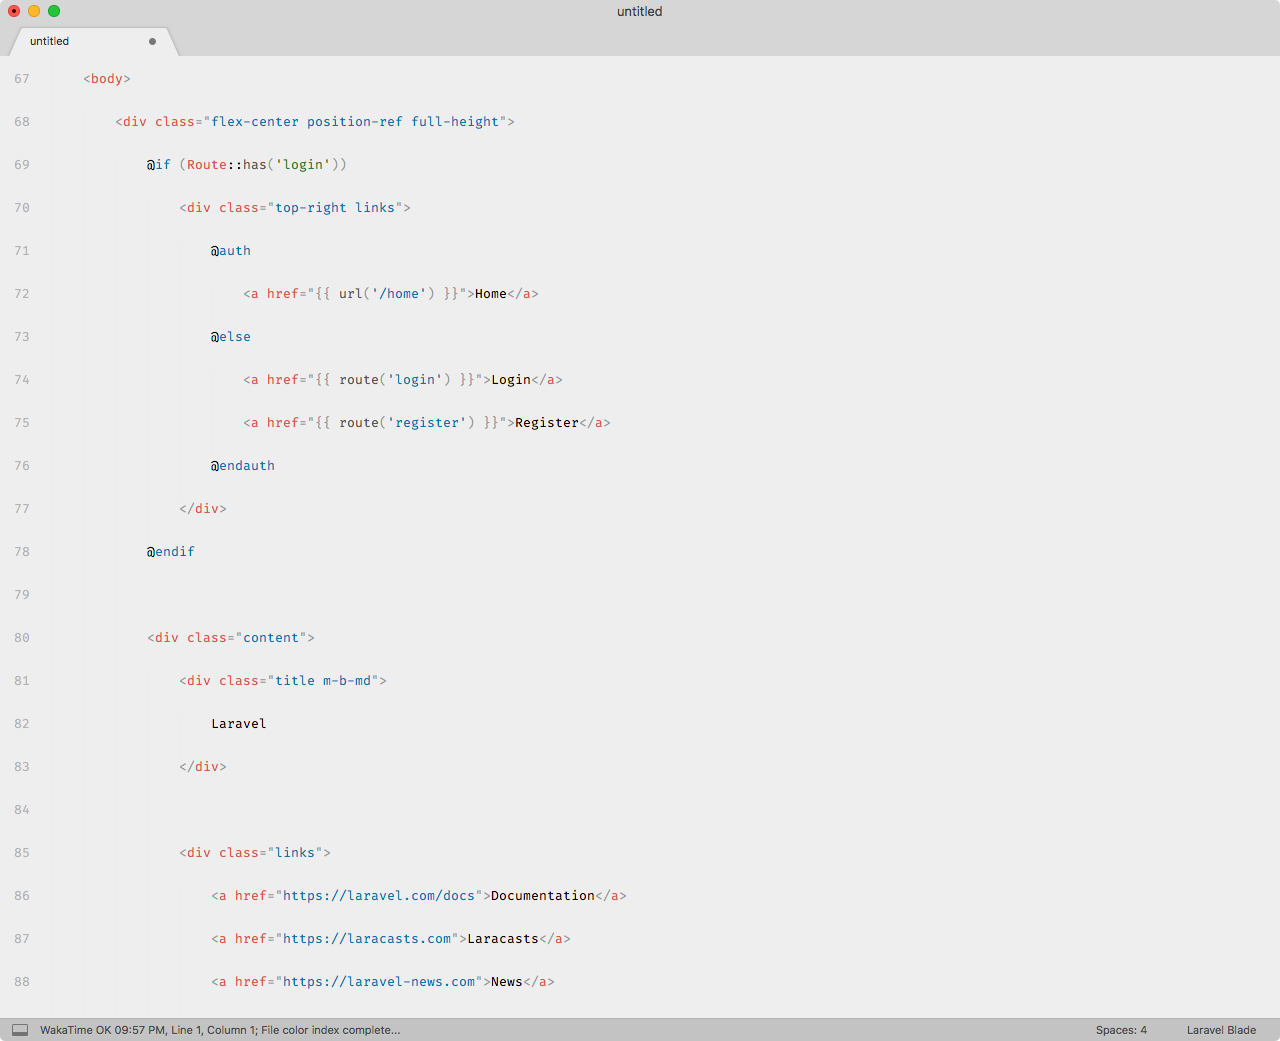 untitled
untitled
67 <body>
68 <div class="flex-center position-ref full-height">
69 @if (Route::has('login'))
70 <div class="top-right links">
71 @auth
72 <a href="{{ url('/home') }}">Home</a>
73 @else
74 <a href="{{ route('login') }}">Login</a>
75 <a href="{{ route('register') }}">Register</a>
76 @endauth
77 </div>
78 @endif
79
80 <div class="content">
81 <div class="title m-b-md">
82 Laravel
83 </div>
84
85 <div class="links">
86 <a href="https://laravel.com/docs">Documentation</a>
87 <a href="https://laracasts.com">Laracasts</a>
88 <a href="https://laravel-news.com">News</a>
WakaTime OK 09:57 PM, Line 1, Column 1; File color index complete... Spaces: 4 Laravel Blade